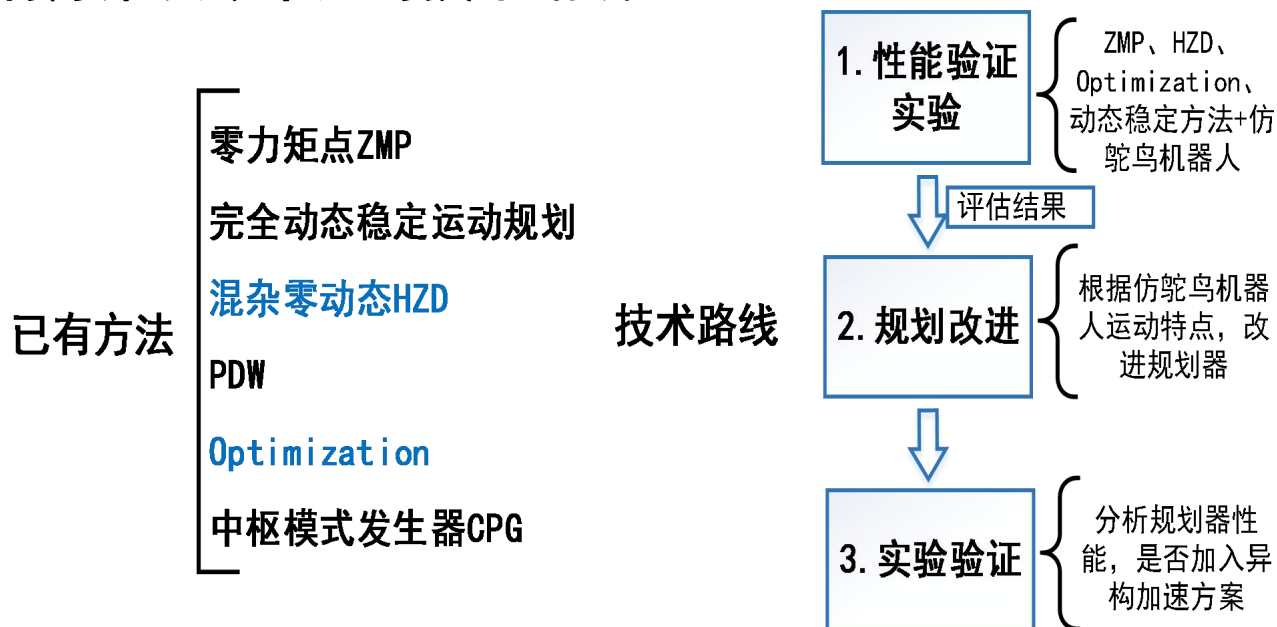 已有方法
零力矩点ZMP
完全动态稳定运动规划
混杂零动态HZD
PDW
Optimization
中枢模式发生器CPG
技术路线
1.性能验证
实验
ZMP、HZD、
Optimization、
动态稳定方法+仿
鸵鸟机器人
评估结果
2.规划改进
根据仿鸵鸟机器
人运动特点，改
进规划器
3.实验验证
分析规划器性
能，是否加入异
构加速方案